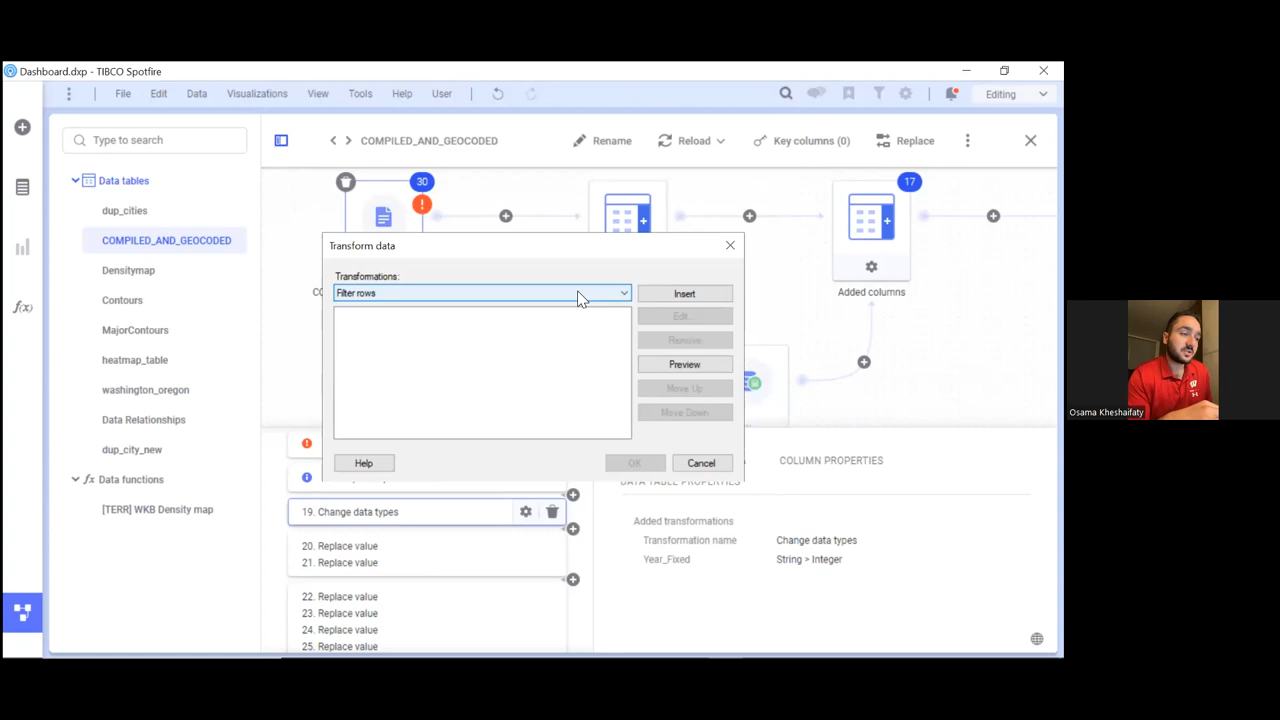 Dashboard.dxp - TIBCO Spotfire
File Edit Data Visualizations View Tools Help User Editing
Type to search
COMPILED_AND_GEOCODED
Rename
Reload
Key columns (0)
Replace
Data tables
dup_cities
COMPILED_AND_GEOCODED
Densitymap
Contours
MajorContours
heatmap_table
washington_oregon
Data Relationships
dup_city_new
fx Data functions
[TERR] WKB Density map
f(x)
30
17
Added columns
Transform data
Transformations:
Filter rows
Insert
Edit...
Remove
Preview
Move Up
Move Down
Help
OK
Cancel
19. Change data types
20. Replace value
21. Replace value
22. Replace value
23. Replace value
24. Replace value
25. Replace value
COLUMN PROPERTIES
DATA TABLE PROPERTIES
Added transformations
Transformation name Change data types
Year_Fixed String > Integer
Osama Kheshaifaty